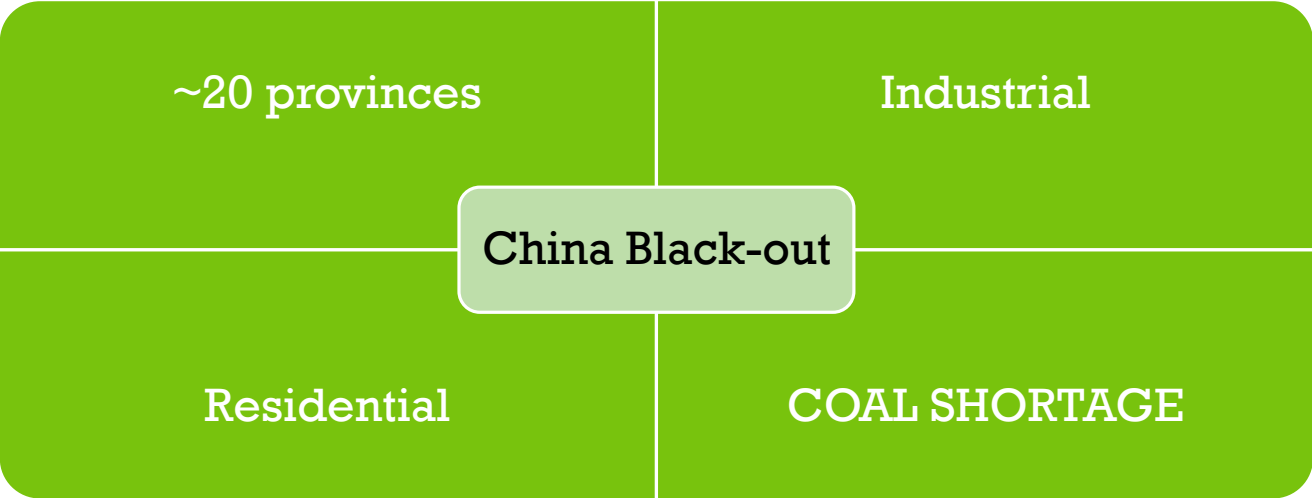 ~20 provinces
Industrial
China Black-out
Residential
COAL SHORTAGE